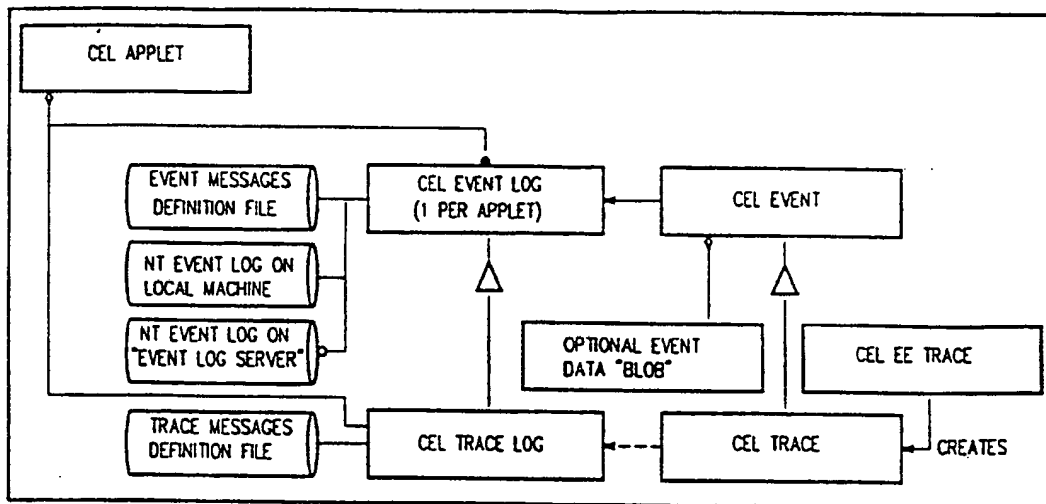 CEL APPLET
EVENT MESSAGES
DEFINITION FILE
CEL EVENT LOG
(1 PER APPLET)
CEL EVENT
NT EVENT LOG ON
LOCAL MACHINE
NT EVENT LOG ON
"EVENT LOG SERVER"
OPTIONAL EVENT
DATA "BLOB"
CEL EE TRACE
TRACE MESSAGES
DEFINITION FILE
CEL TRACE LOG
CEL TRACE
CREATES